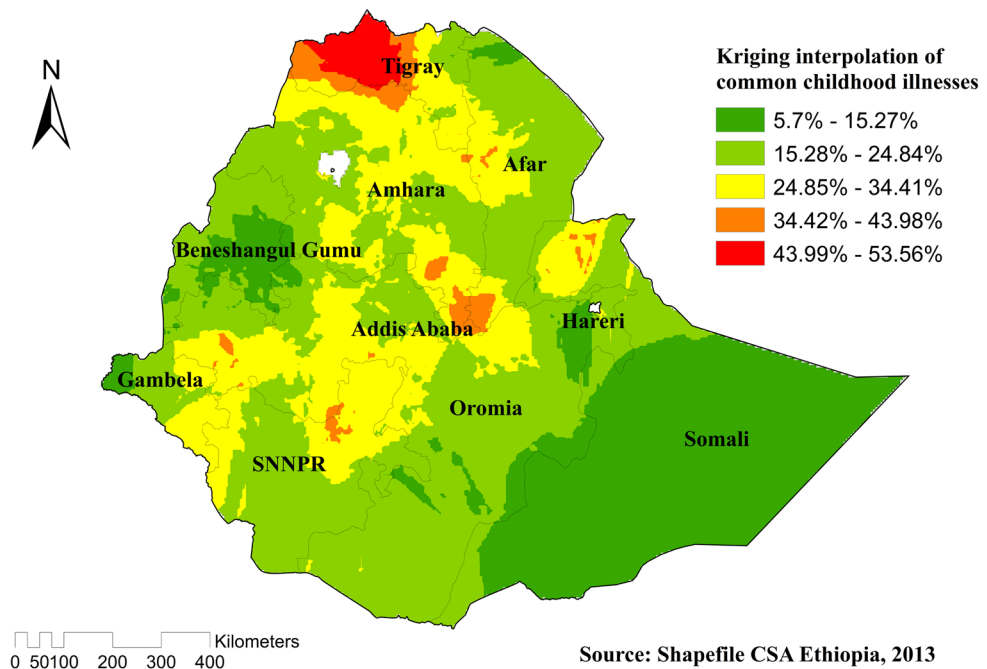 N
Kriging interpolation of
common childhood illnesses
5.7% - 15.27%
15.28% - 24.84%
24.85% - 34.41%
34.42% - 43.98%
43.99% - 53.56%
Tigray
Afar
Amhara
Beneshangul Gumu
Addis Ababa
Hareri
Gambela
Oromia
Somali
SNNPR
Kilometers
0 50100 200 300 400
Source: Shapefile CSA Ethiopia, 2013